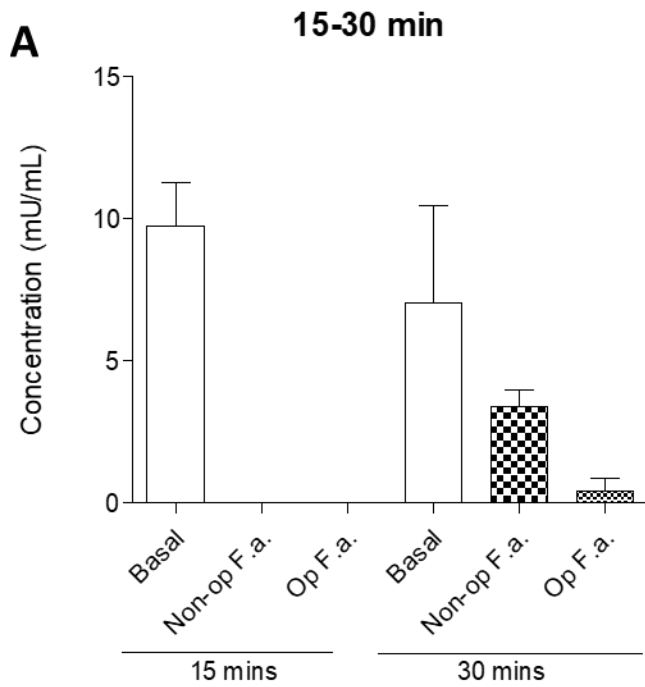 15-30 min
A
Concentration (mU/mL)
15
10
5
0
Basal
Non-op F.a.
Op F.a.
Basal
Non-op F.a.
Op F.a.
15 mins
30 mins